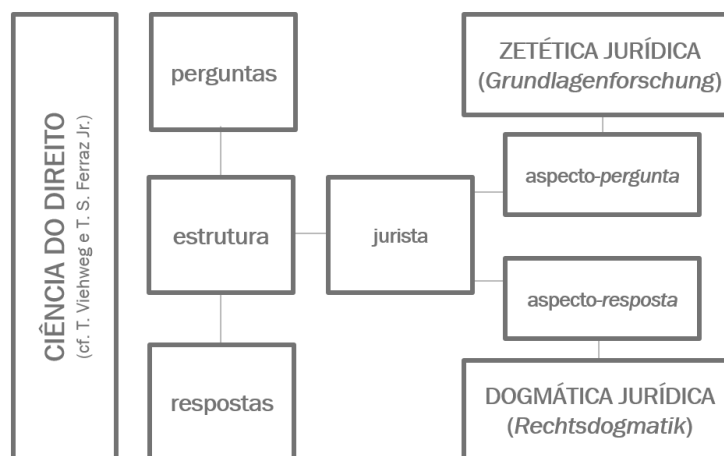 CIÊNCIA DO DIREITO
(cf. T. Viehweg e T. S. Ferraz Jr.)
perguntas
estrutura
respostas
jurista
ZETÉTICA JURÍDICA
(Grundlagenforschung)
aspecto-pergunta
aspecto-resposta
DOGMÁTICA JURÍDICA
(Rechtsdogmatik)